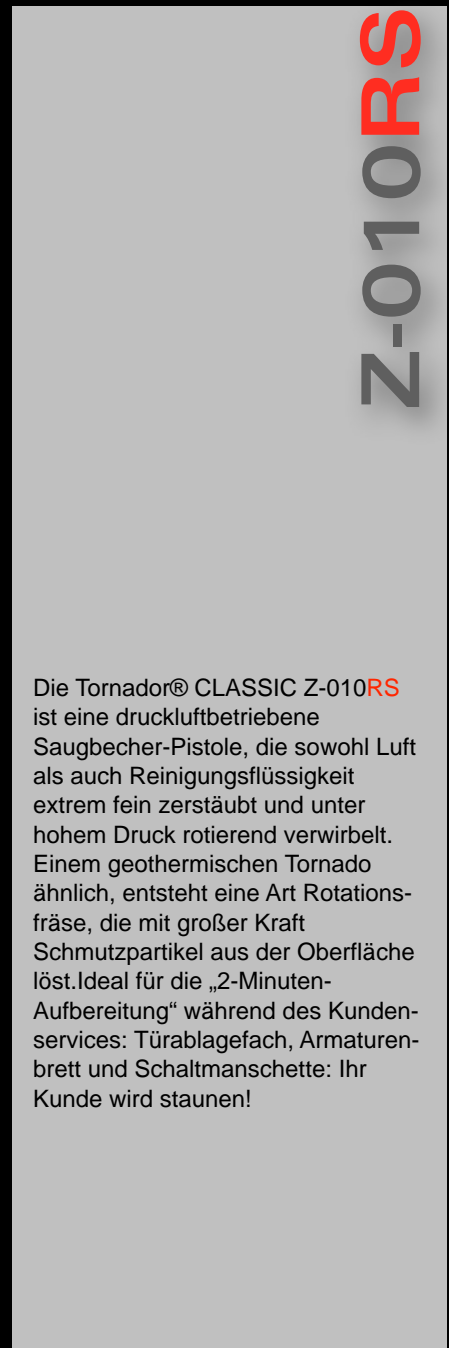 Z-010RS
Die Tornador® CLASSIC Z-010RS
ist eine druckluftbetriebene
Saugbecher-Pistole, die sowohl Luft
als auch Reinigungsflüssigkeit
extrem fein zerstäubt und unter
hohem Druck rotierend verwirbelt.
Einem geothermischen Tornado
ähnlich, entsteht eine Art Rotations-
fräse, die mit großer Kraft
Schmutzpartikel aus der Oberfläche
löst.Ideal für die „2-Minuten-
Aufbereitung“ während des Kunden-
services: Türablagefach, Armaturen-
brett und Schaltmanschette: Ihr
Kunde wird staunen!